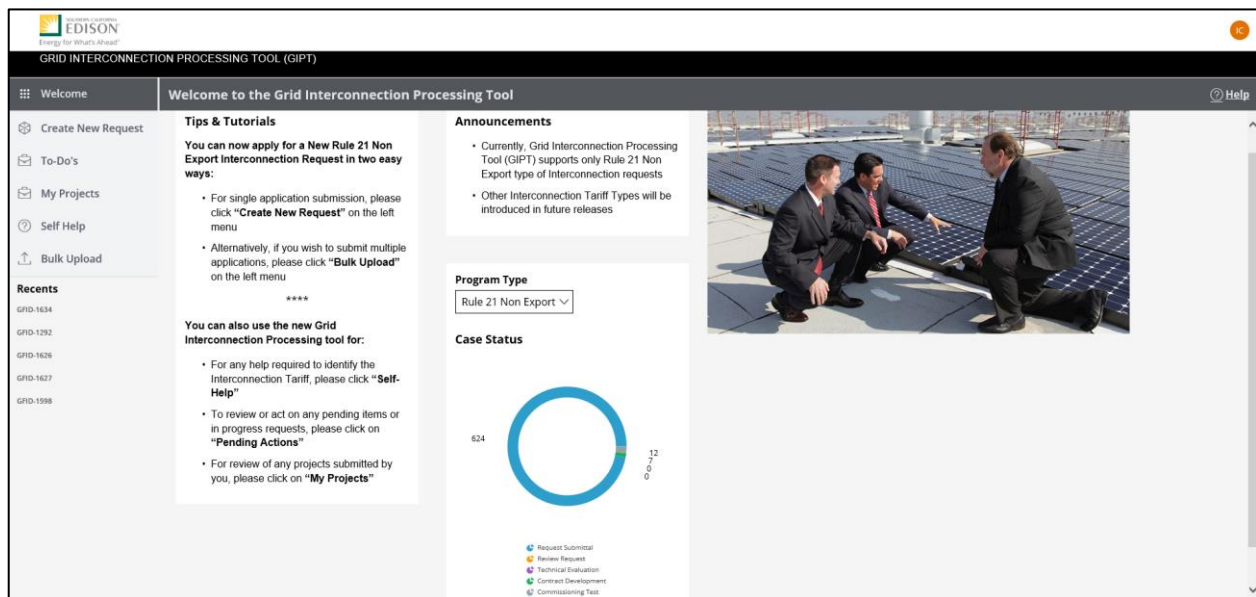 SOUTHERN CALIFORNIA
EDISON
Energy for What's Ahead
IC
GRID INTERCONNECTION PROCESSING TOOL (GIPT)
Welcome
Welcome to the Grid Interconnection Processing Tool
Help
Create New Request
To-Do's
My Projects
Self Help
Bulk Upload
Recents
GFID-1634
GFID-1292
GFID-1626
GFID-1627
GFID-1598
Tips & Tutorials
You can now apply for a New Rule 21 Non
Export Interconnection Request in two easy
ways:
• For single application submission, please
click “Create New Request” on the left
menu
• Alternatively, if you wish to submit multiple
applications, please click “Bulk Upload”
on the left menu
****
You can also use the new Grid
Interconnection Processing tool for:
• For any help required to identify the
Interconnection Tariff, please click “Self-
Help”
• To review or act on any pending items or
in progress requests, please click on
“Pending Actions”
• For review of any projects submitted by
you, please click on “My Projects”
Announcements
• Currently, Grid Interconnection Processing
Tool (GIPT) supports only Rule 21 Non
Export type of Interconnection requests
• Other Interconnection Tariff Types will be
introduced in future releases
Program Type
Rule 21 Non Export
Case Status
624
12
7
0
0
Request Submittal
Review Request
Technical Evaluation
Contract Development
Commissioning Test